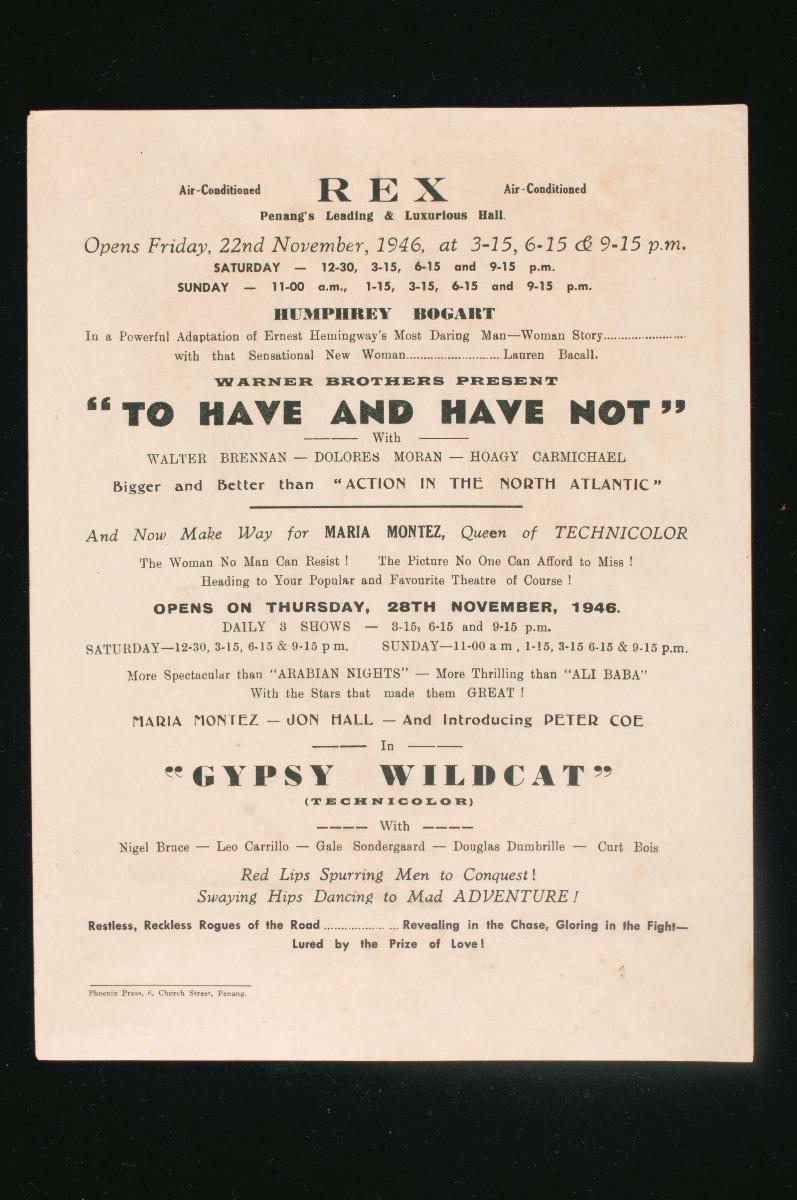 Air-Conditioned REX Air-Conditioned
Penang's Leading & Luxurious Hall.
Opens Friday, 22nd November, 1946, at 3-15, 6-15 & 9-15 p.m.
SATURDAY — 12-30, 3-15, 6-15 and 9-15 p.m.
SUNDAY — 11-00 a.m., 1-15, 3-15, 6-15 and 9-15 p.m.
HUMPHREY BOGART
In a Powerful Adaptation of Ernest Hemingway's Most Daring Man—Woman Story........................
with that Sensational New Woman............................Lauren Bacall.
WARNER BROTHERS PRESENT
"TO HAVE AND HAVE NOT"
—— With ——
WALTER BRENNAN — DOLORES MORAN — HOAGY CARMICHAEL
Bigger and Better than "ACTION IN THE NORTH ATLANTIC"
And Now Make Way for MARIA MONTEZ, Queen of TECHNICOLOR
The Woman No Man Can Resist ! The Picture No One Can Afford to Miss !
Heading to Your Popular and Favourite Theatre of Course !
OPENS ON THURSDAY, 28TH NOVEMBER, 1946.
DAILY 3 SHOWS — 3-15, 6-15 and 9-15 p.m.
SATURDAY—12-30, 3-15, 6-15 & 9-15 p m. SUNDAY—11-00 a m , 1-15, 3-15 6-15 & 9-15 p.m.
More Spectacular than "ARABIAN NIGHTS" — More Thrilling than "ALI BABA"
With the Stars that made them GREAT !
MARIA MONTEZ — JON HALL — And Introducing PETER COE
—— In ——
"GYPSY WILDCAT"
(TECHNICOLOR)
---- With ----
Nigel Bruce — Leo Carrillo — Gale Sondergaard — Douglas Dumbrille — Curt Bois
Red Lips Spurring Men to Conquest !
Swaying Hips Dancing to Mad ADVENTURE !
Restless, Reckless Rogues of the Road ..................... Revealing in the Chase, Gloring in the Fight—
Lured by the Prize of Love !
Phoenix Press, 6, Church Street, Penang.